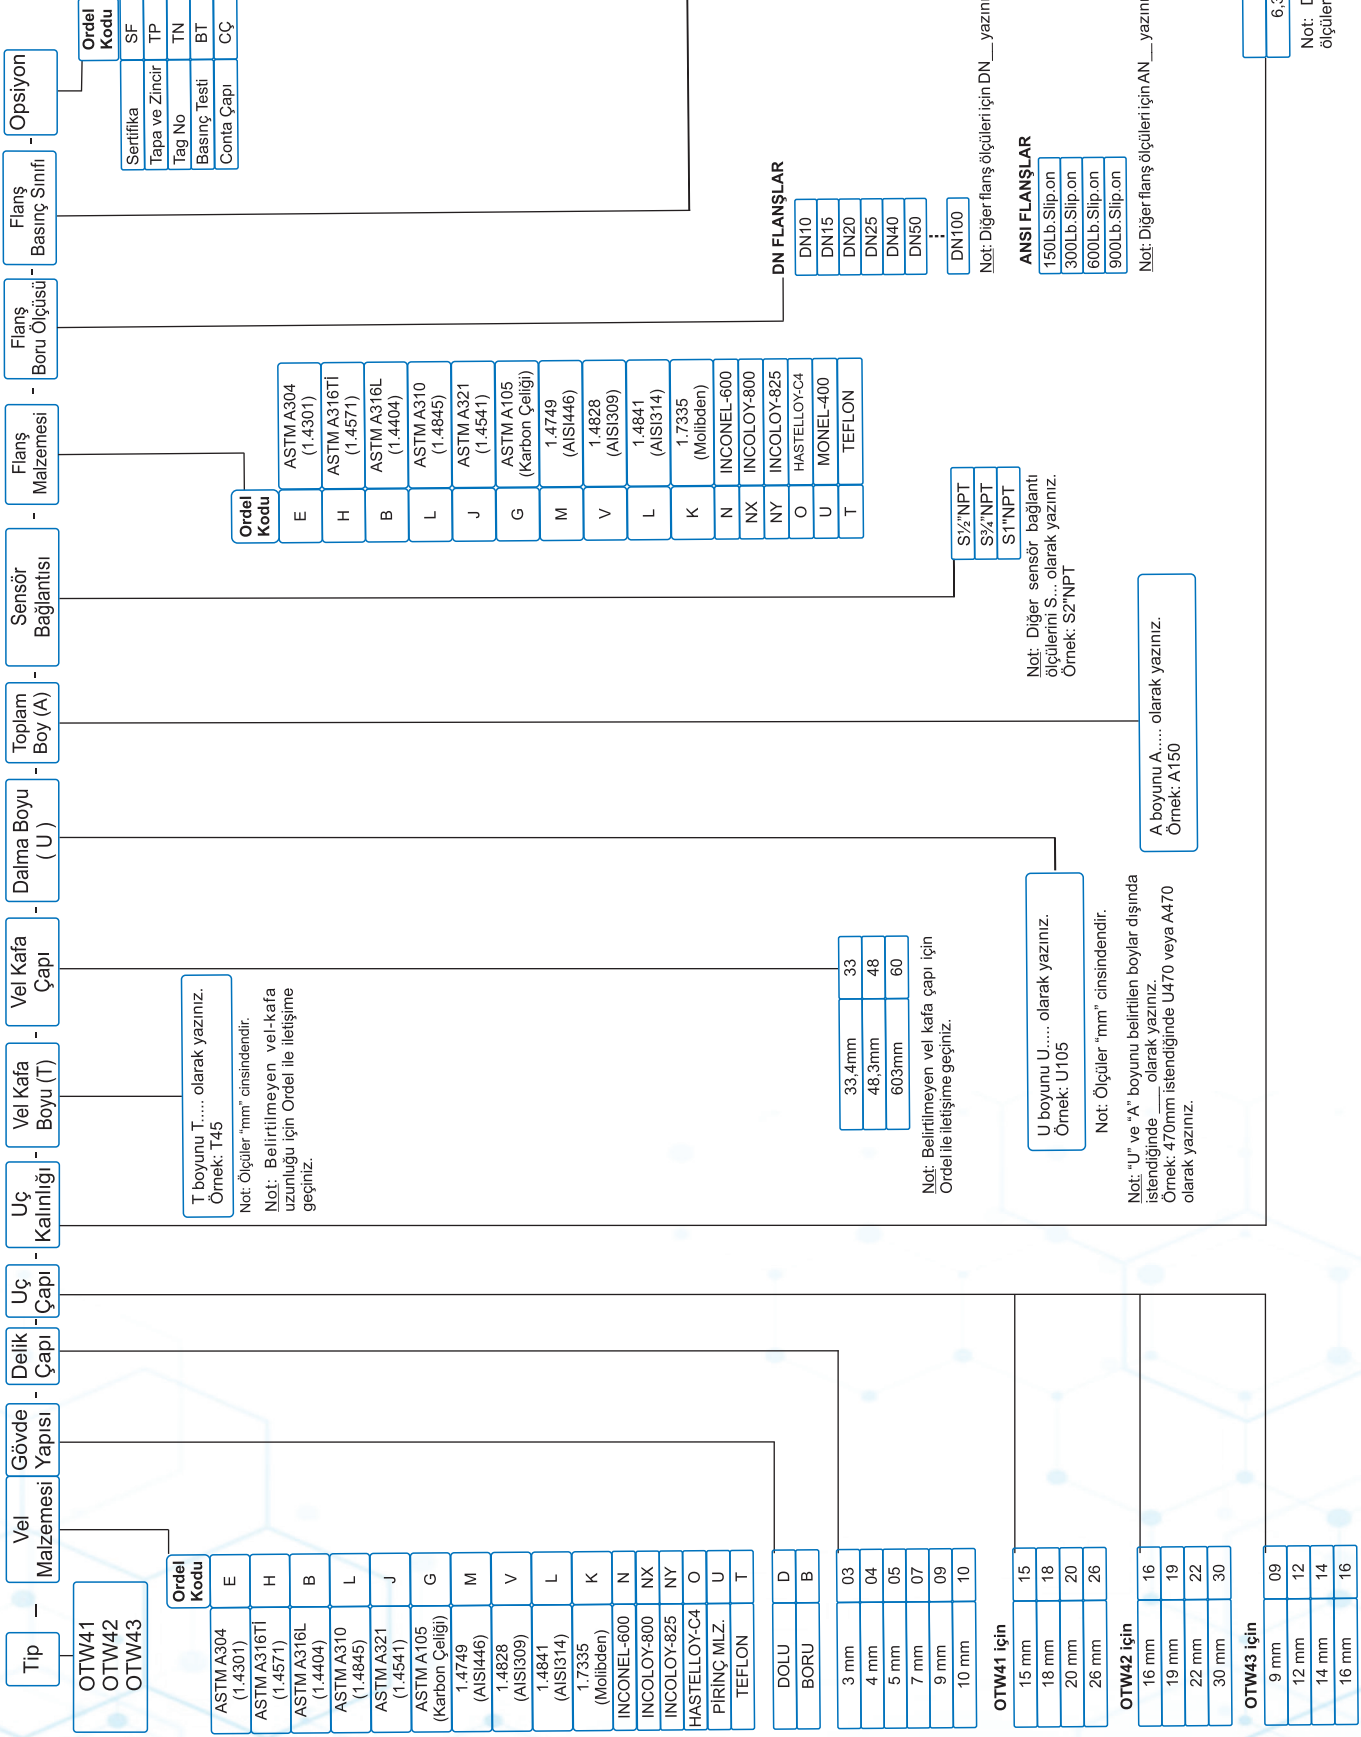 Tip
Vel
Malzemesi
Gövde
Yapısı
Delik
Çapı
Uç
Çapı
Uç
Kalınlığı
Vel Kafa
Boyu (T)
Vel Kafa
Çapı
Dalma Boyu
( U )
Toplam
Boy (A)
Sensör
Bağlantısı
Flanş
Malzemesi
Flanş
Boru Ölçüsü
Flanş
Basınç Sınıfı
Opsiyon
OTW41
OTW42
OTW43
Ordel
Kodu
ASTM A304
(1.4301) E
ASTM A316Tİ
(1.4571) H
ASTM A316L
(1.4404) B
ASTM A310
(1.4845) L
ASTM A321
(1.4541) J
ASTM A105
(Karbon Çeliği) G
1.4749
(AISI446) M
1.4828
(AISI309) V
1.4841
(AISI314) L
1.7335
(Molibden) K
INCONEL-600 N
INCOLOY-800 NX
INCOLOY-825 NY
HASTELLOY-C4 O
PİRİNÇ MLZ. U
TEFLON T
DOLU D
BORU B
3 mm 03
4 mm 04
5 mm 05
7 mm 07
9 mm 09
10 mm 10
OTW41 için
15 mm 15
18 mm 18
20 mm 20
26 mm 26
OTW42 için
16 mm 16
19 mm 19
22 mm 22
30 mm 30
OTW43 için
9 mm 09
12 mm 12
14 mm 14
16 mm 16
T boyunu T..... olarak yazınız.
Örnek: T45
Not: Ölçüler “mm” cinsindendir.
Not: Belirtilmeyen vel-kafa
uzunluğu için Ordel ile iletişime
geçiniz.
33,4mm 33
48,3mm 48
603mm 60
Not: Belirtilmeyen vel kafa çapı için
Ordel ile iletişime geçiniz.
U boyunu U..... olarak yazınız.
Örnek: U105
Not: Ölçüler “mm” cinsindendir.
Not: “U” ve “A” boyunu belirtilen boylar dışında
istendiğinde ____ olarak yazınız.
Örnek: 470mm istendiğinde U470 veya A470
olarak yazınız.
A boyunu A..... olarak yazınız.
Örnek: A150
S½"NPT
S¾"NPT
S1"NPT
Not: Diğer sensör bağlantı
ölçülerini S... olarak yazınız.
Örnek: S2"NPT
Ordel
Kodu
E ASTM A304
(1.4301)
H ASTM A316Tİ
(1.4571)
B ASTM A316L
(1.4404)
L ASTM A310
(1.4845)
J ASTM A321
(1.4541)
G ASTM A105
(Karbon Çeliği)
M 1.4749
(AISI446)
V 1.4828
(AISI309)
L 1.4841
(AISI314)
K 1.7335
(Molibden)
N INCONEL-600
NX INCOLOY-800
NY INCOLOY-825
O HASTELLOY-C4
U MONEL-400
T TEFLON
DN FLANŞLAR
DN10
DN15
DN20
DN25
DN40
DN50
DN100
Not: Diğer flanş ölçüleri için DN__ yazını
ANSI FLANŞLAR
150Lb.Slip.on
300Lb.Slip.on
600Lb.Slip.on
900Lb.Slip.on
Not: Diğer flanş ölçüleri için AN__ yazını
Ordel
Kodu
Sertifika SF
Tapa ve Zincir TP
Tag No TN
Basınç Testi BT
Conta Çapı CÇ
Not: